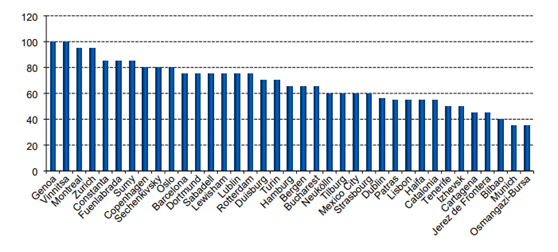 120
100
80
60
40
20
0
Genoa
Vinnitsa
Montreal
Zurich
Constanta
Fuenlabrada
Sumy
Copenhagen
Sechenkivsky
Oslo
Barcelona
Dortmund
Sabadell
Lewisham
Lublin
Rotterdam
Duisburg
Turin
Hamburg
Bergen
Bucharest
Neukoln
Tilburg
Mexico City
Strasbourg
Dublin
Patras
Lisbon
Haifa
Catalonia
Tenerife
Izhevsk
Cartagena
Jerez de Frontera
Bilbao
Munich
Osmangazi-Bursa